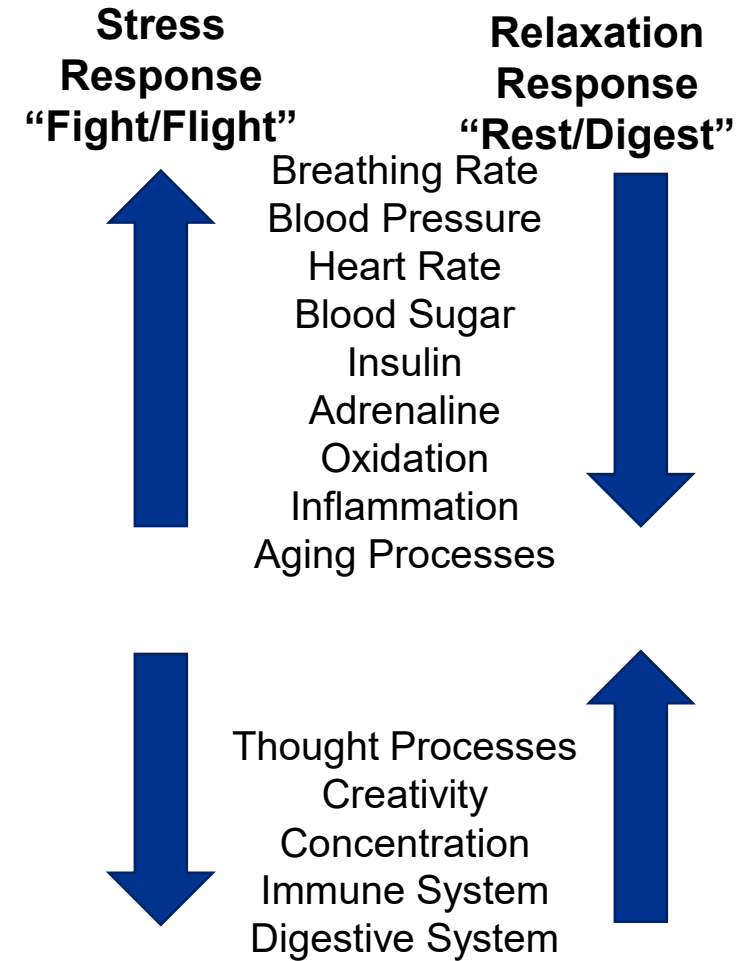 Stress
Response
“Fight/Flight”
Relaxation
Response
“Rest/Digest”
Breathing Rate
Blood Pressure
Heart Rate
Blood Sugar
Insulin
Adrenaline
Oxidation
Inflammation
Aging Processes
Thought Processes
Creativity
Concentration
Immune System
Digestive System